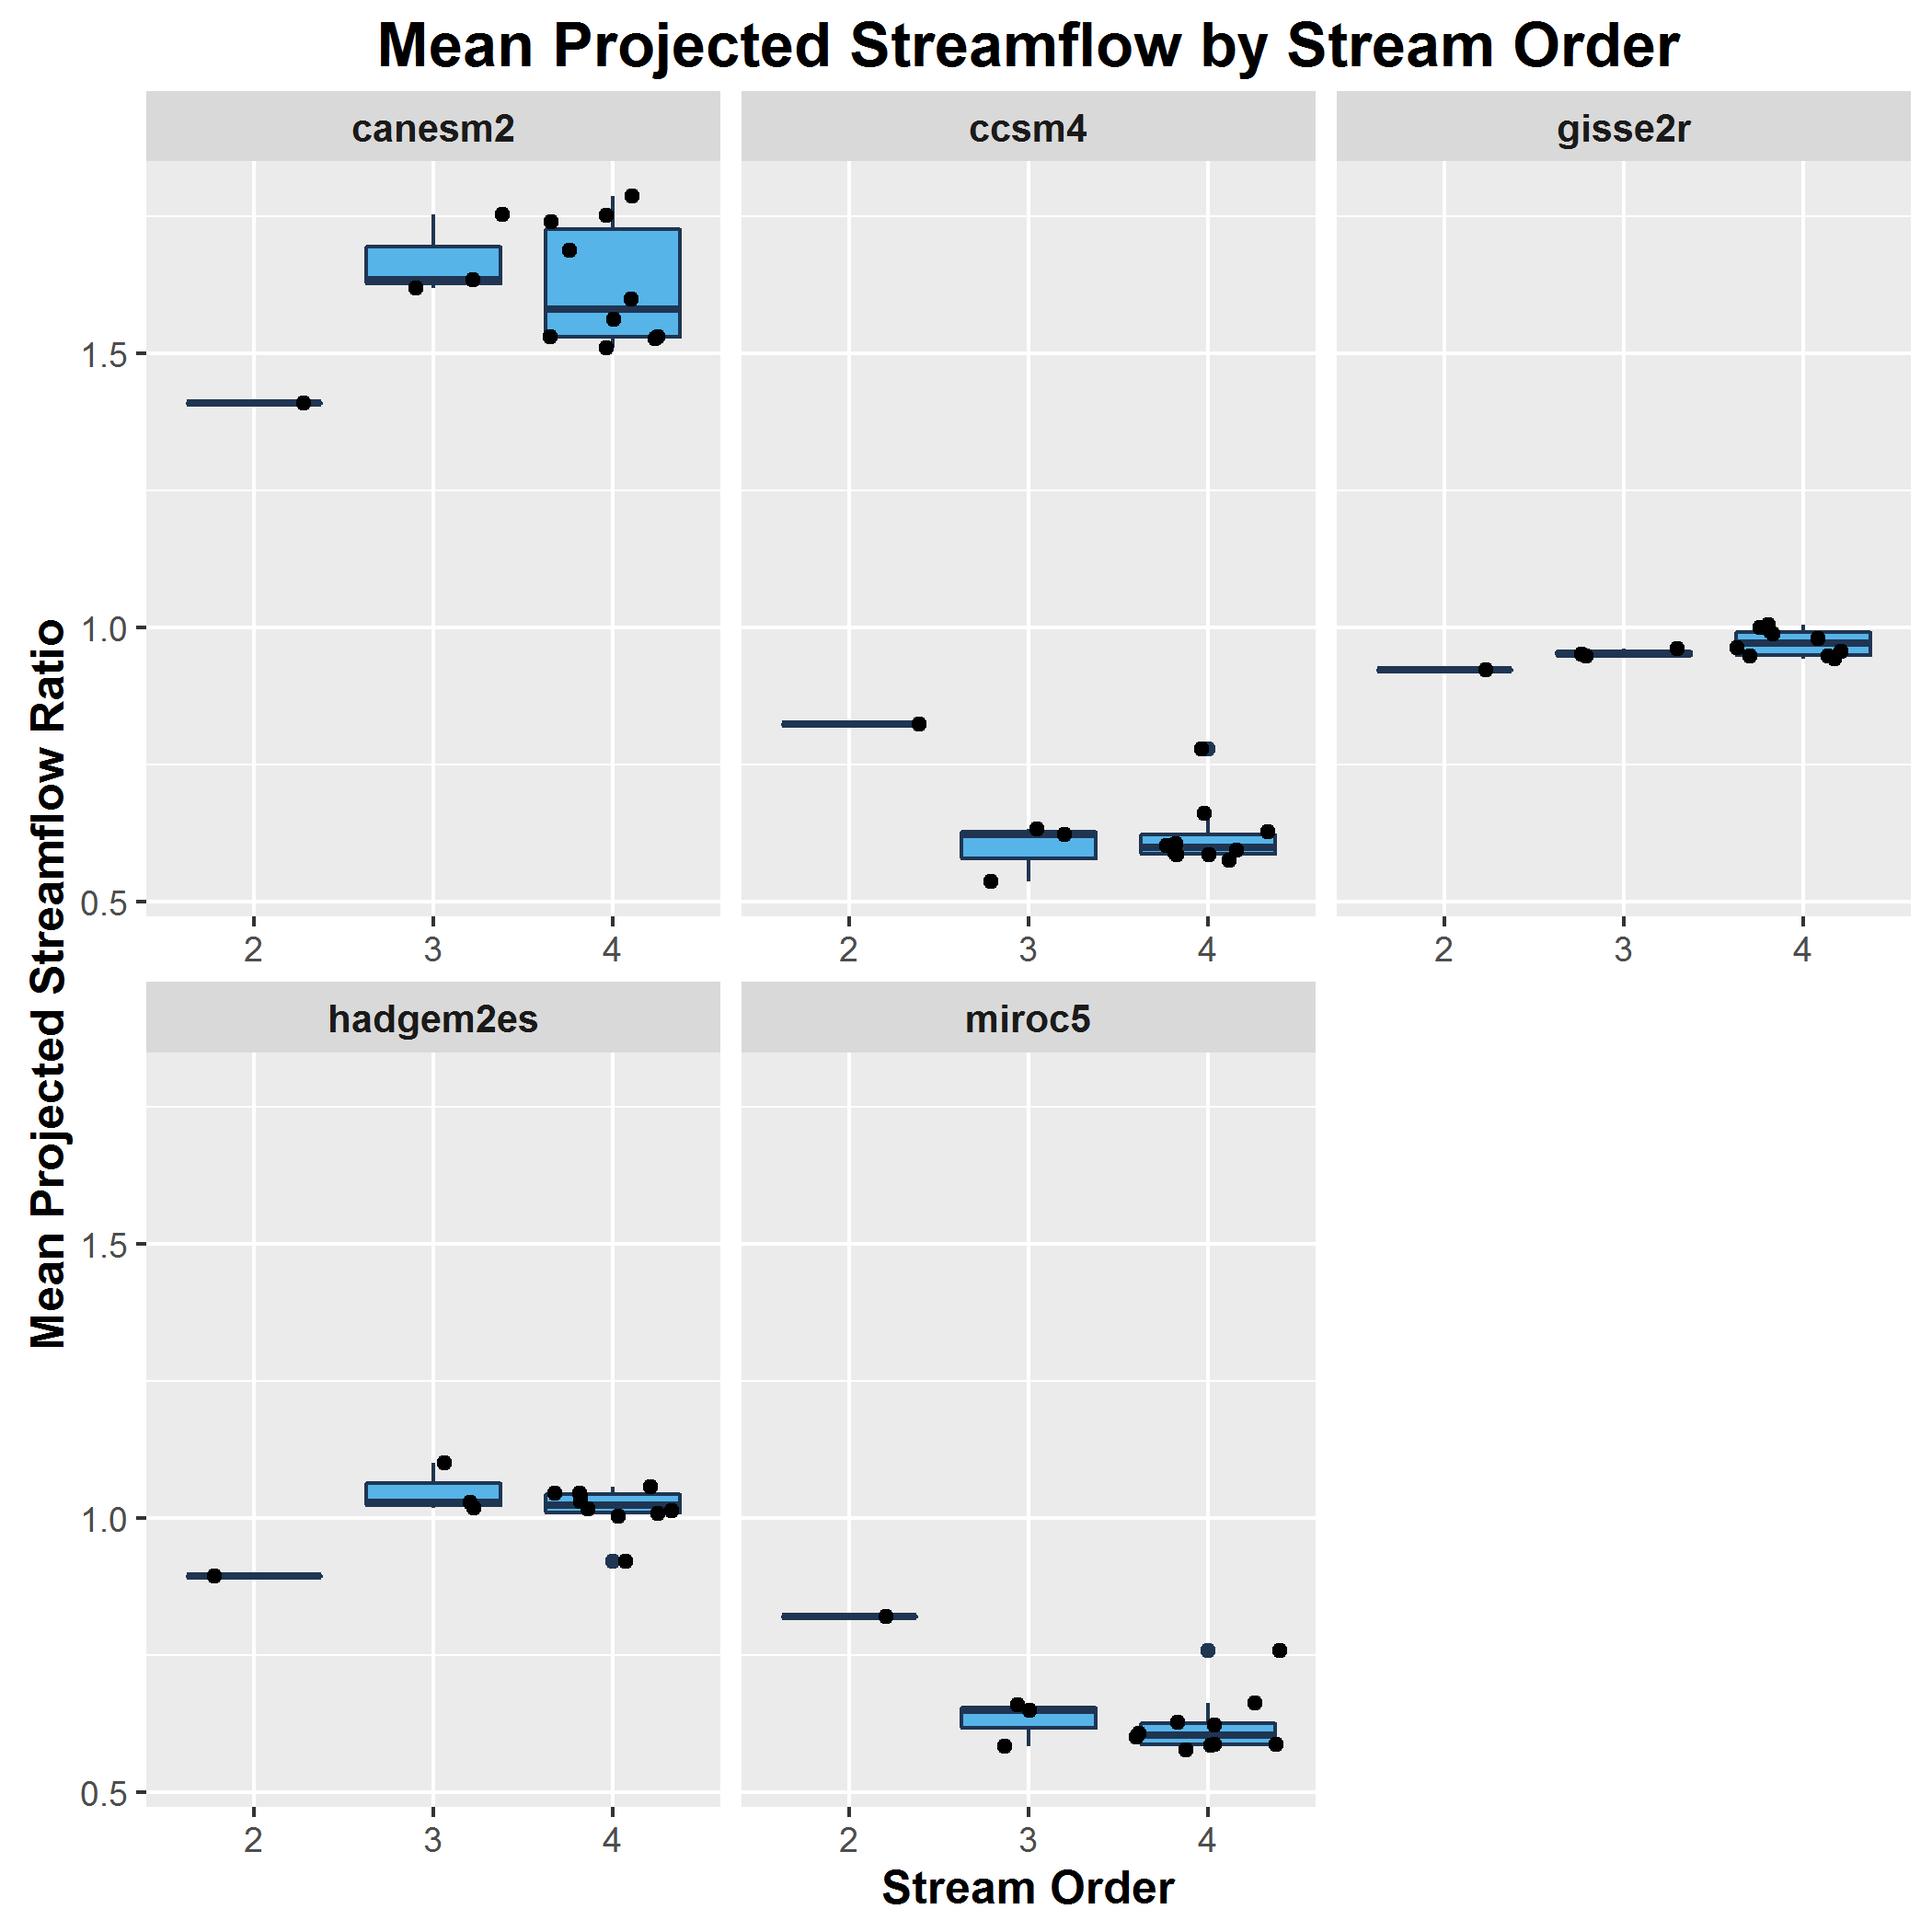 Mean Projected Streamflow by Stream Order
canesm2 ccsm4 gisse2r
1.5
1.0
0.5
2 3 4 2 3 4 2 3 4
Mean Projected Streamflow Ratio
hadgem2es miroc5
1.5
1.0
0.5
2 3 4 2 3 4
Stream Order